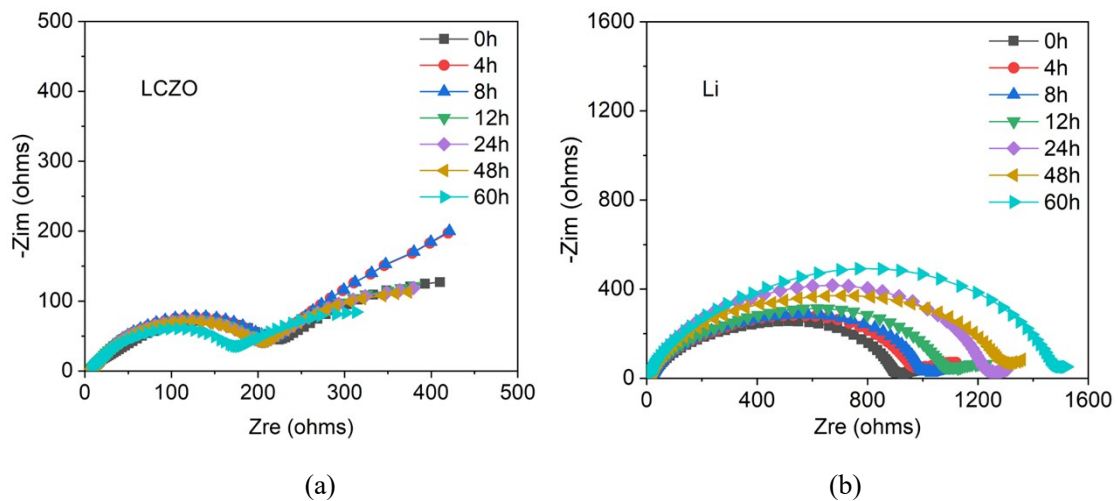 500
400
300
200
100
0
-Zim (ohms)
LCZO
0h
4h
8h
12h
24h
48h
60h
0 100 200 300 400 500
Zre (ohms)
(a)
1600
1200
800
400
0
-Zim (ohms)
Li
0h
4h
8h
12h
24h
48h
60h
0 400 800 1200 1600
Zre (ohms)
(b)